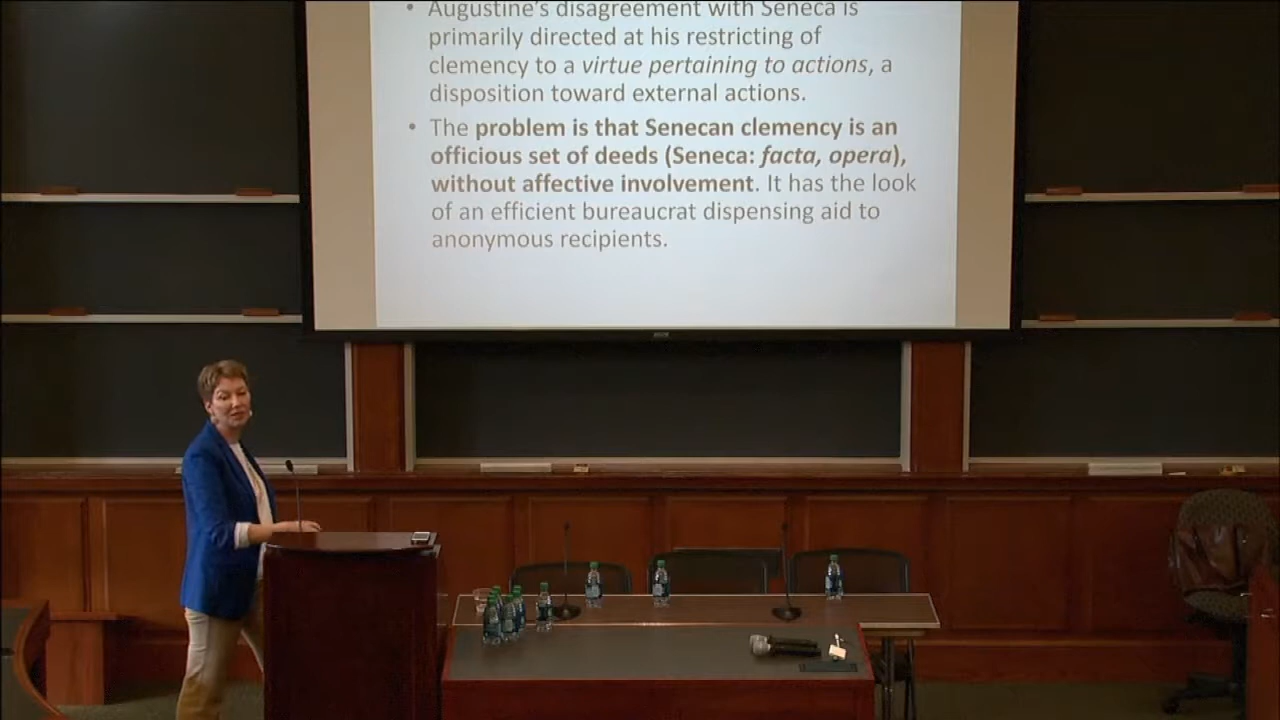 • Augustine's disagreement with Seneca is
primarily directed at his restricting of
clemency to a virtue pertaining to actions, a
disposition toward external actions.
• The problem is that Senecan clemency is an
officious set of deeds (Seneca: facta, opera),
without affective involvement. It has the look
of an efficient bureaucrat dispensing aid to
anonymous recipients.